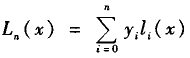 L_n(x) = \sum_{i=0}^{n} y_i l_i(x)